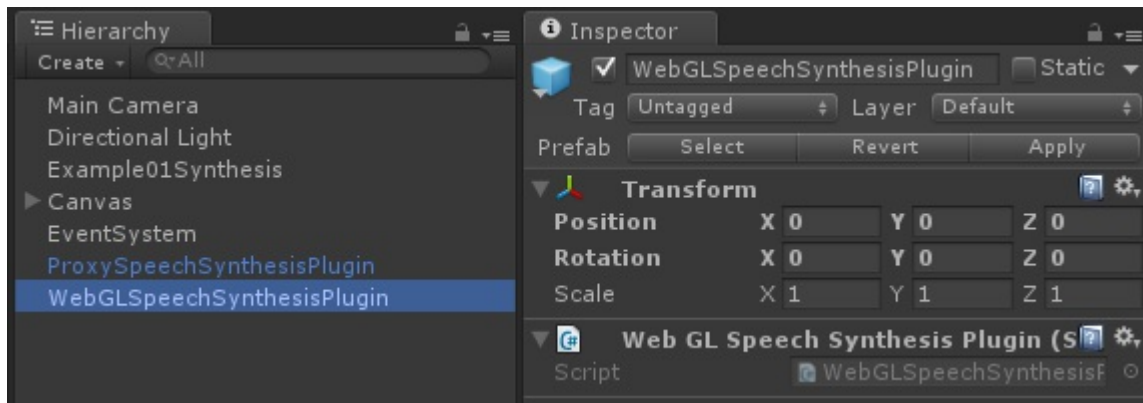 Hierarchy
Create All
Main Camera
Directional Light
Example01Synthesis
Canvas
EventSystem
ProxySpeechSynthesisPlugin
WebGLSpeechSynthesisPlugin
Inspector
WebGLSpeechSynthesisPlugin Static
Tag Untagged Layer Default
Prefab Select Revert Apply
Transform
Position X 0 Y 0 Z 0
Rotation X 0 Y 0 Z 0
Scale X 1 Y 1 Z 1
Web GL Speech Synthesis Plugin (S
Script WebGLSpeechSynthesisP